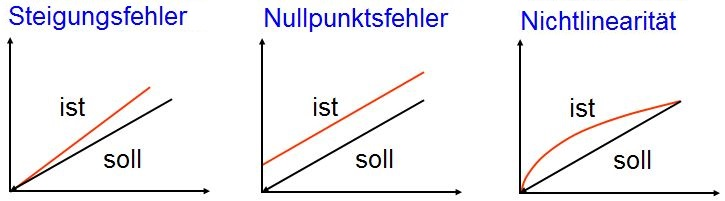 Steigungsfehler
ist
soll
Nullpunktsfehler
ist
soll
Nichtlinearität
ist
soll